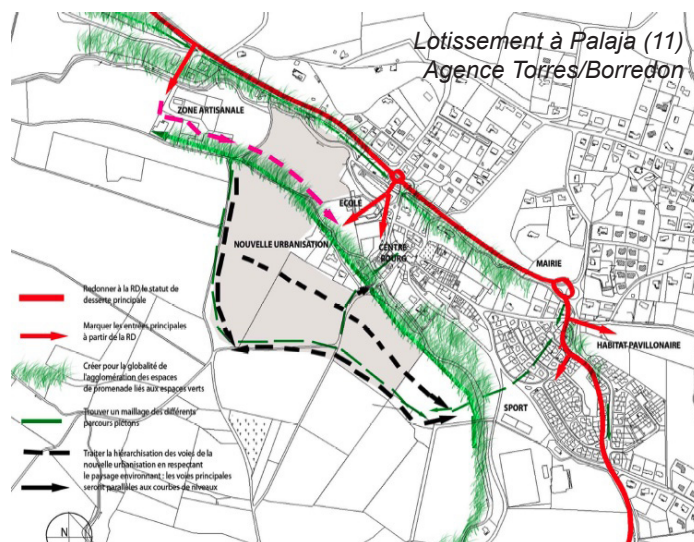 Lotissement à Palaja (11)
Agence Torres/Borredon
ZONE ARTISANALE
ECOLE
NOUVELLE URBANISATION
CENTRE
BOURG
MAIRIE
HABITAT PAVILLONAIRE
SPORT
Redonner à la RD le statut de
desserte principale
Marquer les entrées principales
à partir de la RD
Créer pour la globalité de
l'agglomération des espaces
de promenade liés aux espaces verts
Trouver un maillage des différents
parcours piétons
Traiter la hiérarchisation des voies de la
nouvelle urbanisation en respectant
le paysage environnant : les voies principales
seront parallèles aux courbes de niveaux
N